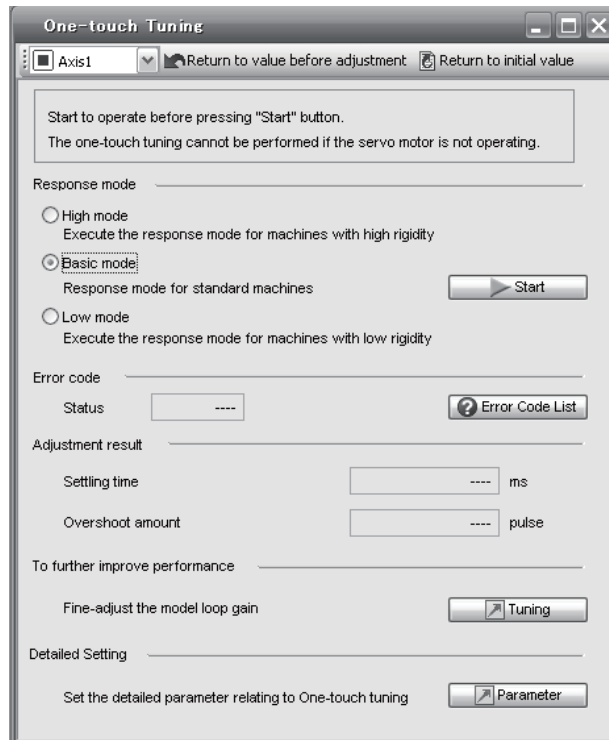 One-touch Tuning
Axis1 Return to value before adjustment Return to initial value
Start to operate before pressing "Start" button.
The one-touch tuning cannot be performed if the servo motor is not operating.
Response mode
High mode
Execute the response mode for machines with high rigidity
Basic mode
Response mode for standard machines Start
Low mode
Execute the response mode for machines with low rigidity
Error code
Status ---- Error Code List
Adjustment result
Settling time ---- ms
Overshoot amount ---- pulse
To further improve performance
Fine-adjust the model loop gain Tuning
Detailed Setting
Set the detailed parameter relating to One-touch tuning Parameter